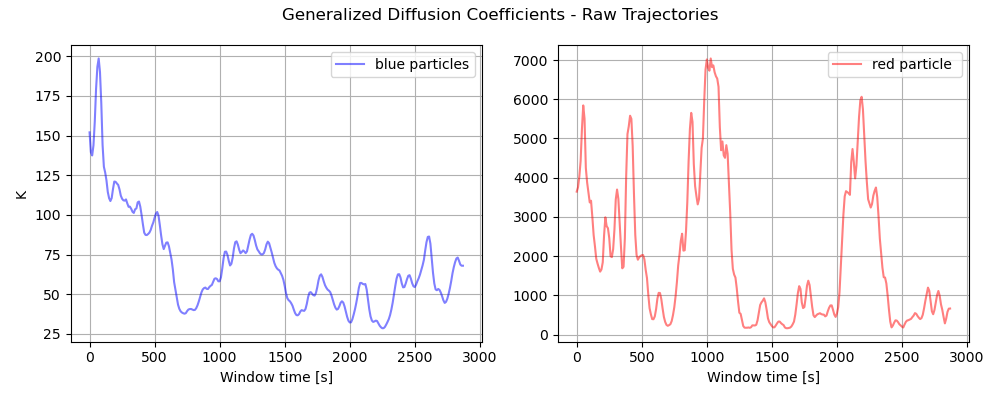 Generalized Diffusion Coefficients - Raw Trajectories
blue particles
200
175
150
125
100
75
50
25
K
0 500 1000 1500 2000 2500 3000
Window time [s]
red particle
7000
6000
5000
4000
3000
2000
1000
0
0 500 1000 1500 2000 2500 3000
Window time [s]